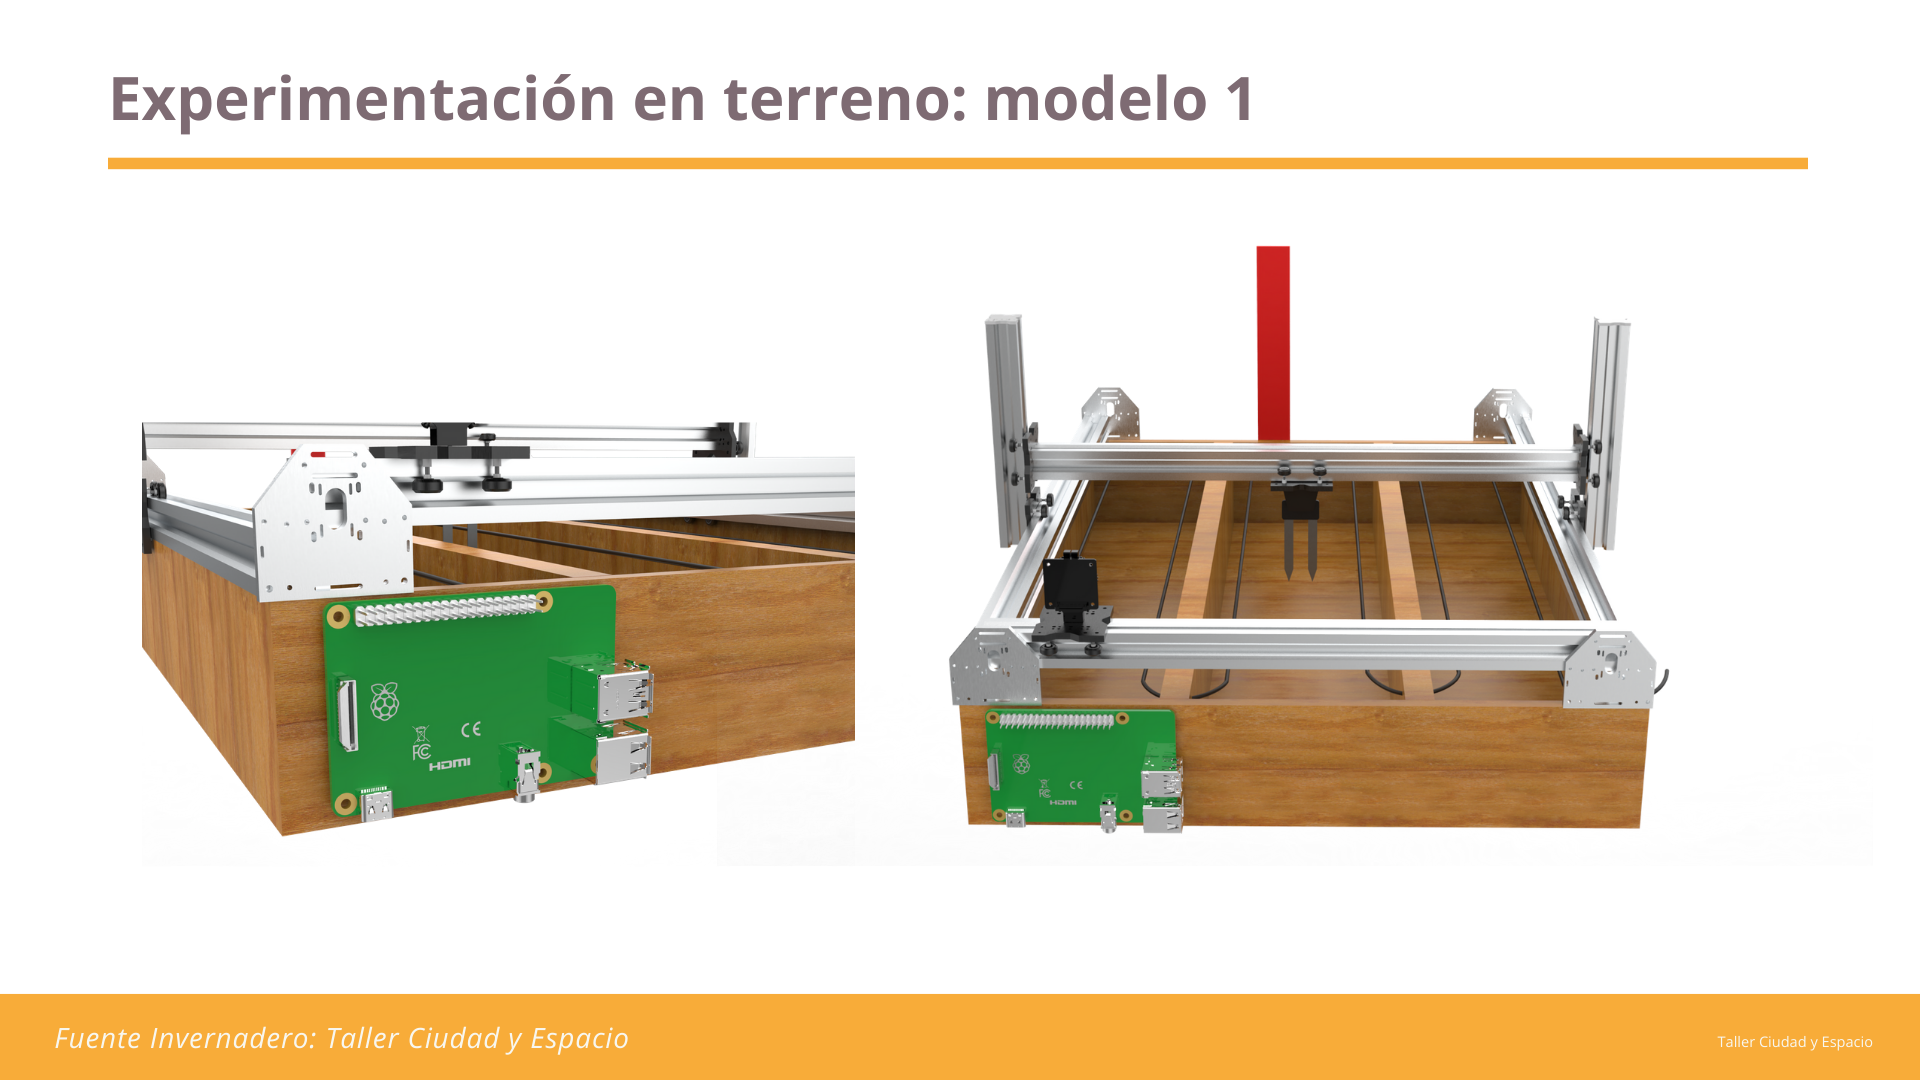 Experimentación en terreno: modelo 1
FC
CE
HDMI
FC
CE
HDMI
Fuente Invernadero: Taller Ciudad y Espacio
Taller Ciudad y Espacio